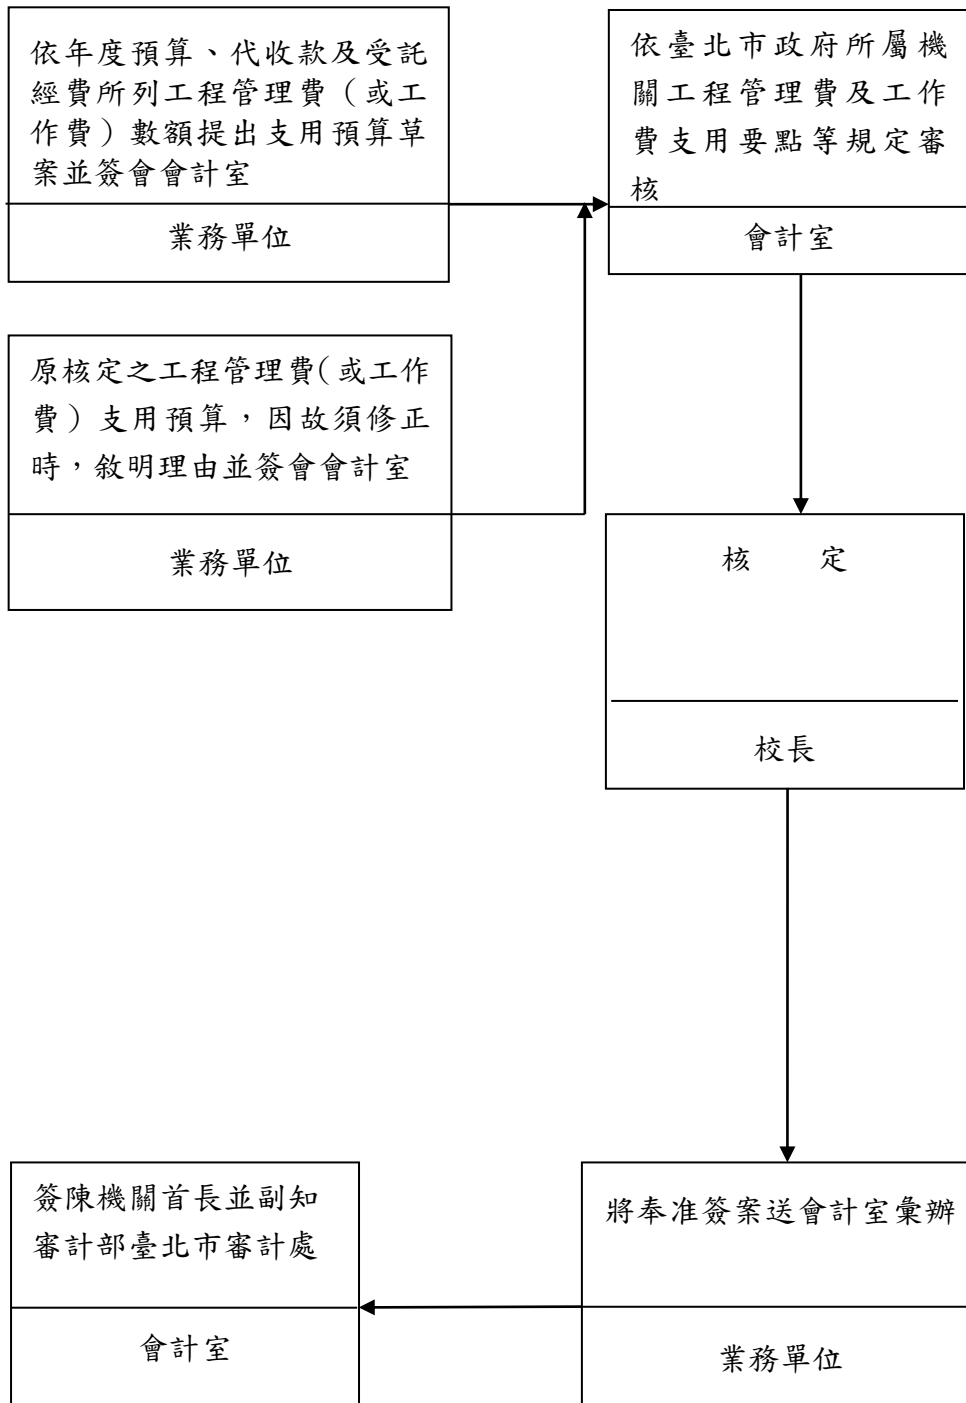 依年度預算、代收款及受託
經費所列工程管理費（或工
作費）數額提出支用預算草
案並簽會會計室
業務單位
依臺北市政府所屬機
關工程管理費及工作
費支用要點等規定審
核
會計室
原核定之工程管理費（或工作
費）支用預算，因故須修正
時，敘明理由並簽會會計室
業務單位
核　　定
校長
將奉准簽案送會計室彙辦
業務單位
簽陳機關首長並副知
審計部臺北市審計處
會計室